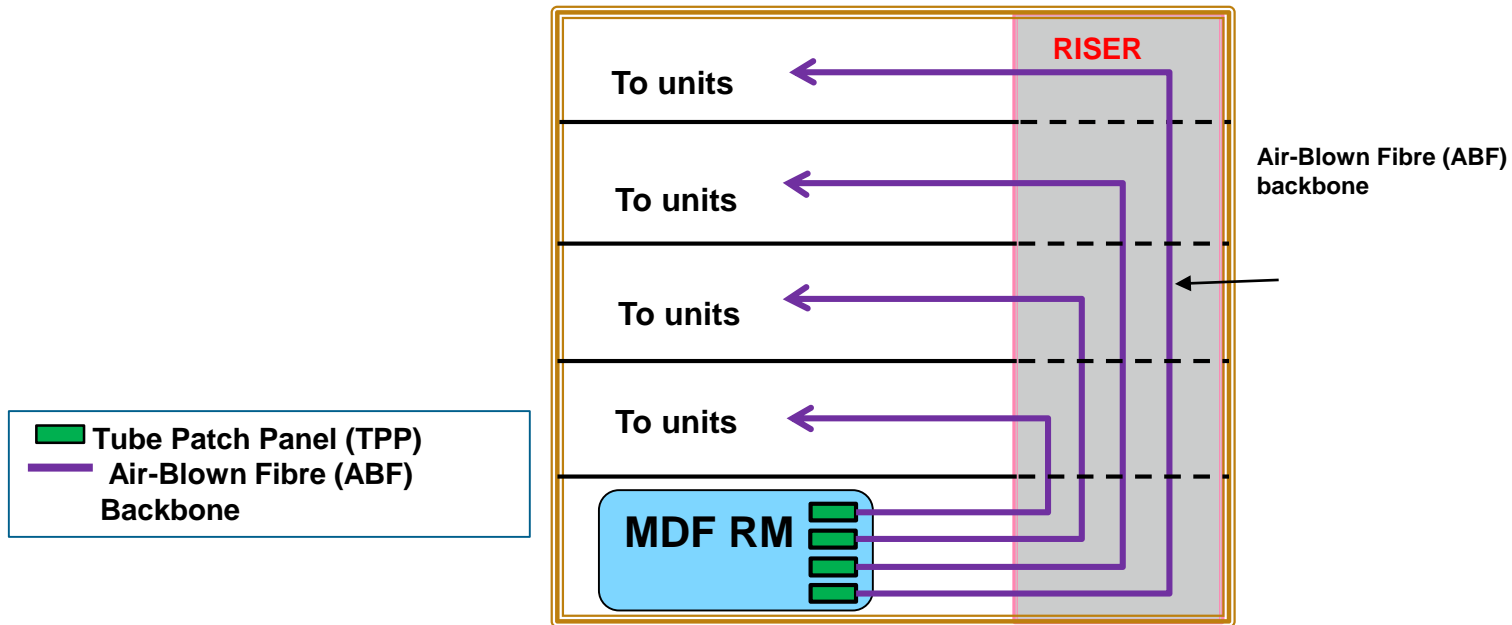 RISER
To units
Air-Blown Fibre (ABF)
backbone
To units
To units
To units
Tube Patch Panel (TPP)
Air-Blown Fibre (ABF)
Backbone
MDF RM